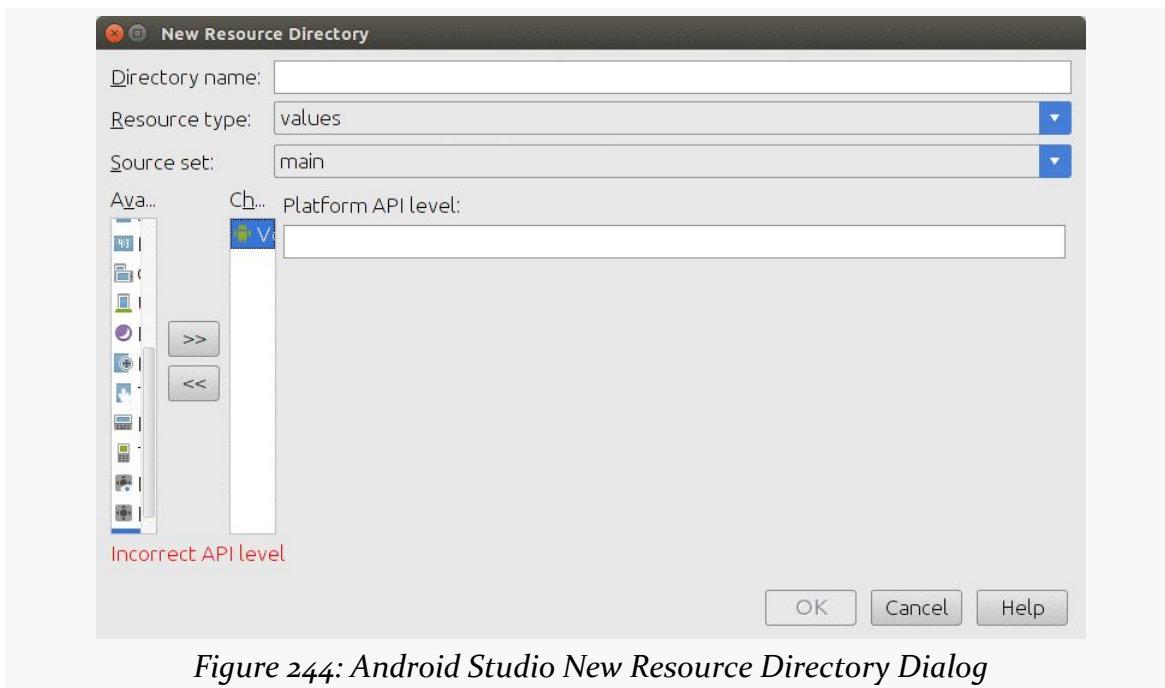 New Resource Directory
Directory name:
Resource type: values
Source set: main
Ava... Ch... Platform API level:
>>
<<
Incorrect API level
OK Cancel Help
Figure 244: Android Studio New Resource Directory Dialog